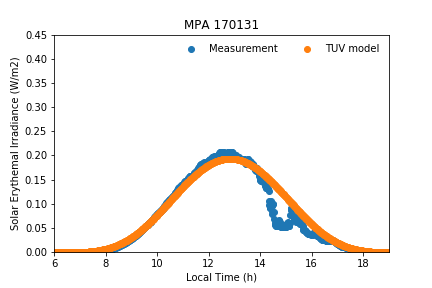 MPA 170131
0.45
0.40
0.35
0.30
0.25
0.20
0.15
0.10
0.05
0.00
Solar Erythemal Irradiance (W/m2)
Measurement
TUV model
6 8 10 12 14 16 18
Local Time (h)